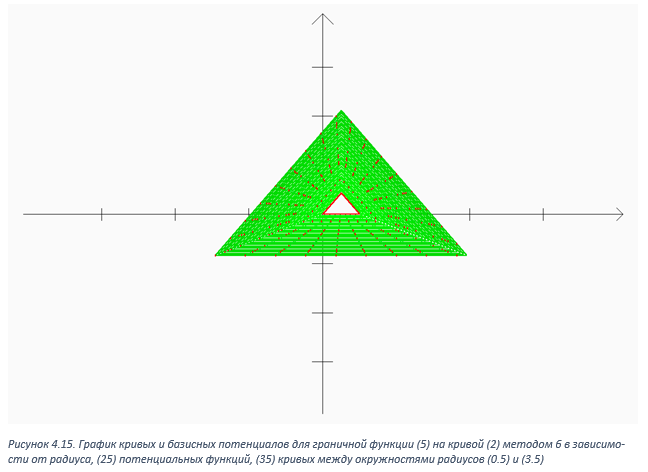 Рисунок 4.15. График кривых и базисных потенциалов для граничной функции (5) на кривой (2) методом 6 в зависимо-
сти от радиуса, (25) потенциальных функций, (35) кривых между окружностями радиусов (0.5) и (3.5)